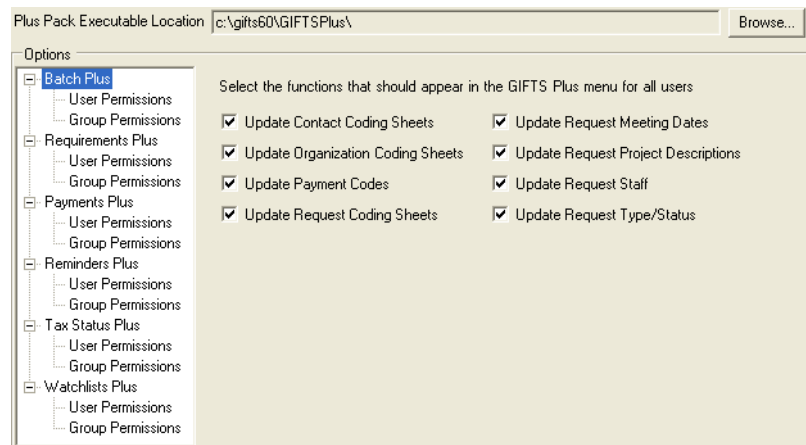 Plus Pack Executable Location c:\gifts60\GIFTSPlus\ Browse...
Options
Batch Plus
User Permissions
Group Permissions
Requirements Plus
User Permissions
Group Permissions
Payments Plus
User Permissions
Group Permissions
Reminders Plus
User Permissions
Group Permissions
Tax Status Plus
User Permissions
Group Permissions
Watchlists Plus
User Permissions
Group Permissions
Select the functions that should appear in the GIFTS Plus menu for all users
Update Contact Coding Sheets
Update Organization Coding Sheets
Update Payment Codes
Update Request Coding Sheets
Update Request Meeting Dates
Update Request Project Descriptions
Update Request Staff
Update Request Type/Status